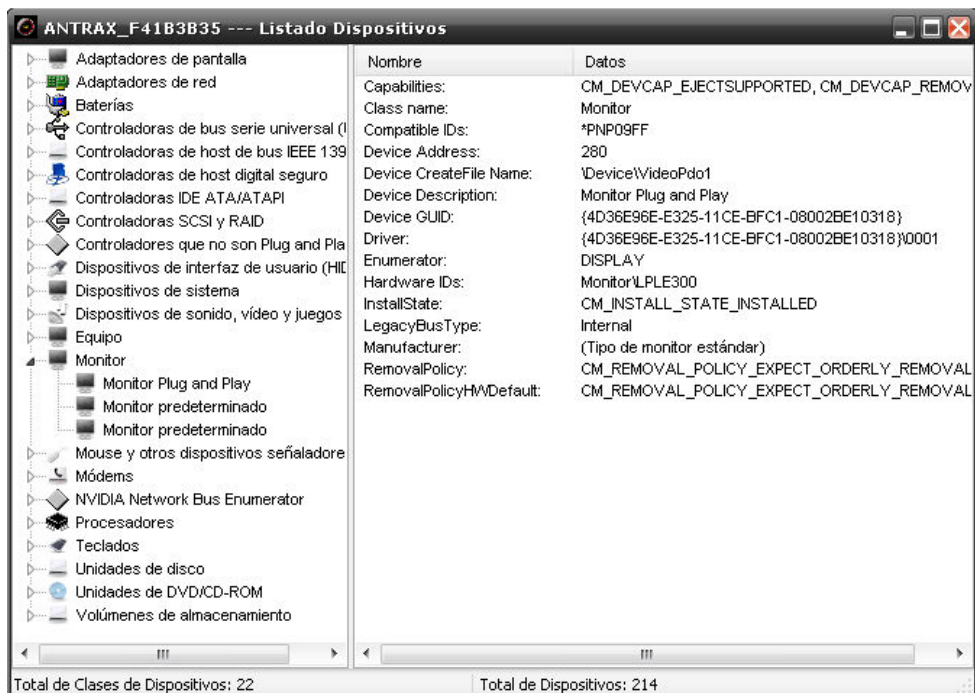 ANTRAX_F41B3B35 --- Listado Dispositivos
Adaptadores de pantalla
Adaptadores de red
Baterías
Controladoras de bus serie universal (
Controladoras de host de bus IEEE 139
Controladoras de host digital seguro
Controladoras IDE ATA/ATAPI
Controladoras SCSI y RAID
Controladores que no son Plug and Pla
Dispositivos de interfaz de usuario (HI
Dispositivos de sistema
Dispositivos de sonido, vídeo y juegos
Equipo
Monitor
Monitor Plug and Play
Monitor predeterminado
Monitor predeterminado
Mouse y otros dispositivos señaladore
Módems
NVIDIA Network Bus Enumerator
Procesadores
Teclados
Unidades de disco
Unidades de DVD/CD-ROM
Volúmenes de almacenamiento
Nombre Datos
Capabilities: CM_DEVCAP_EJECTSUPPORTED, CM_DEVCAP_REMOV
Class name: Monitor
Compatible IDs: *PNP09FF
Device Address: 280
Device CreateFile Name: \Device\VideoPdo1
Device Description: Monitor Plug and Play
Device GUID: {4D36E96E-E325-11CE-BFC1-08002BE10318}
Driver: {4D36E96E-E325-11CE-BFC1-08002BE10318}\0001
Enumerator: DISPLAY
Hardware IDs: Monitor\LPLE300
InstallState: CM_INSTALL_STATE_INSTALLED
LegacyBusType: Internal
Manufacturer: (Tipo de monitor estándar)
RemovalPolicy: CM_REMOVAL_POLICY_EXPECT_ORDERLY_REMOVAL
RemovalPolicyHWDefault: CM_REMOVAL_POLICY_EXPECT_ORDERLY_REMOVAL
Total de Clases de Dispositivos: 22 Total de Dispositivos: 214